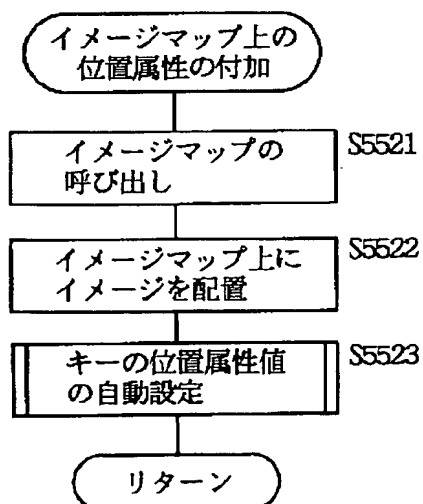 イメージマップ上の
位置属性の付加
イメージマップの
呼び出し
S5521
イメージマップ上に
イメージを配置
S5522
キーの位置属性値
の自動設定
S5523
リターン